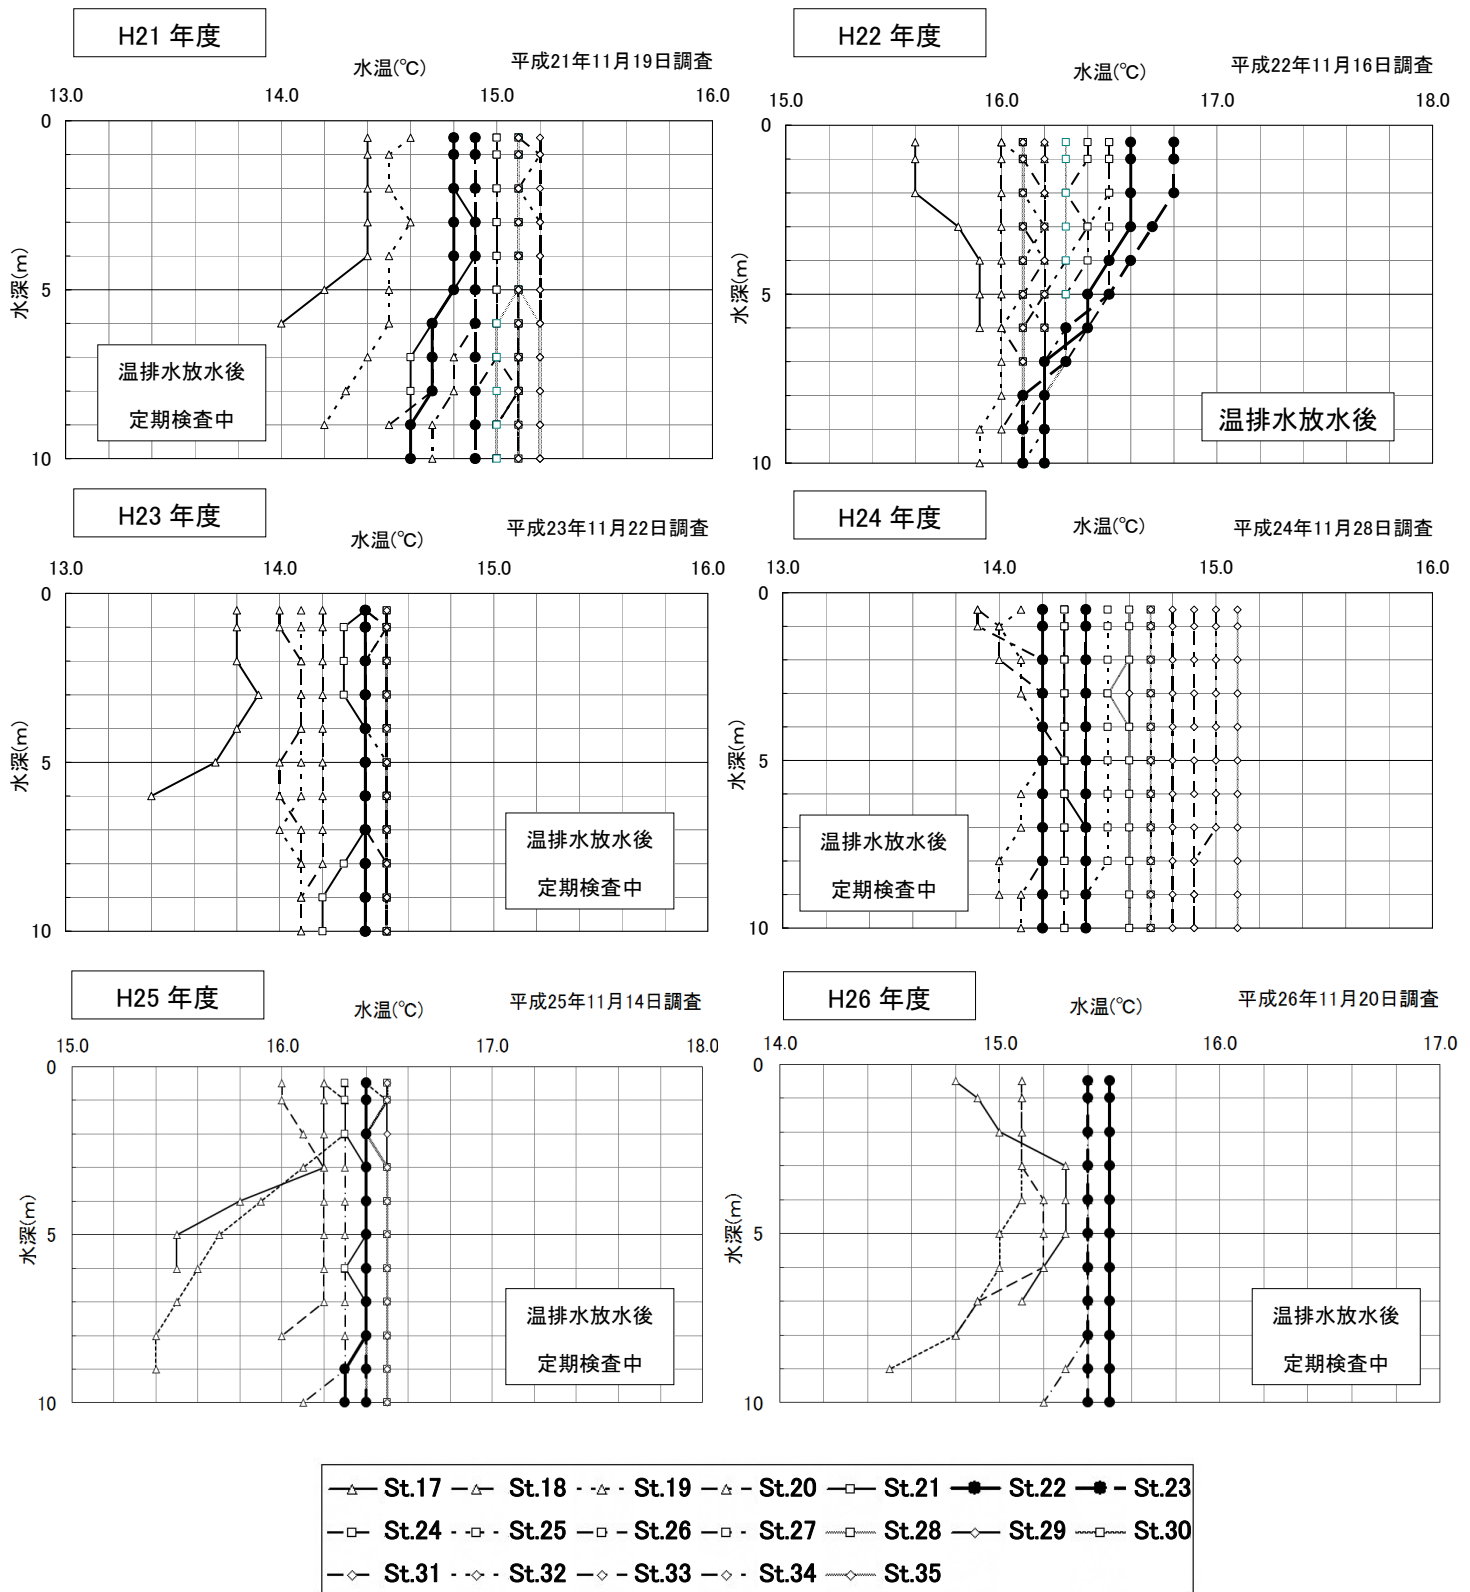 H21 年度
水温(℃)
平成21年11月19日調査
13.0 14.0 15.0 16.0
0
5
10
水深(m)
温排水放水後
定期検査中
H22 年度
水温(℃)
平成22年11月16日調査
15.0 16.0 17.0 18.0
0
5
10
水深(m)
温排水放水後
H23 年度
水温(℃)
平成23年11月22日調査
13.0 14.0 15.0 16.0
0
5
10
水深(m)
温排水放水後
定期検査中
H24 年度
水温(℃)
平成24年11月28日調査
13.0 14.0 15.0 16.0
0
5
10
水深(m)
温排水放水後
定期検査中
H25 年度
水温(℃)
平成25年11月14日調査
15.0 16.0 17.0 18.0
0
5
10
水深(m)
温排水放水後
定期検査中
H26 年度
水温(℃)
平成26年11月20日調査
14.0 15.0 16.0 17.0
0
5
10
水深(m)
温排水放水後
定期検査中
St.17 St.18 St.19 St.20 St.21 St.22 St.23
St.24 St.25 St.26 St.27 St.28 St.29 St.30
St.31 St.32 St.33 St.34 St.35